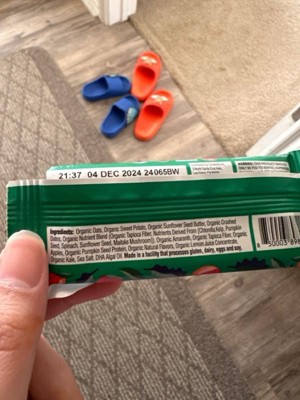 21:37 04 DEC 2024 24065BW
Ingredients: Organic Oats, Organic Sweet Potato, Organic Sunflower Seed Butter, Organic Crushed
Dates, Organic Nutrient Blend (Organic Tapioca Fiber, Nutrients Derived From [Chlorella, Kelp, Pumpkin
Seed, Spinach, Sunflower Seed, Maitake Mushroom]), Organic Amaranth, Organic Tapioca Fiber, Organic
Apples, Organic Pumpkin Seed Protein, Organic Natural Flavors, Organic Lemon Juice Concentrate,
Organic Kale, Sea Salt, DHA Algal Oil. Made in a facility that processes gluten, dairy, eggs and soy.
50003